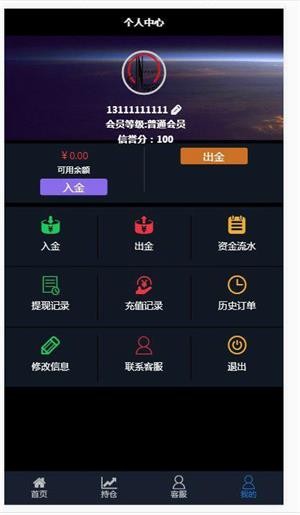 个人中心
13111111111
会员等级:普通会员
信誉分：100
￥0.00
可用余额
入金
出金
入金
出金
资金流水
提现记录
充值记录
历史订单
修改信息
联系客服
退出
首页
持仓
客服
我的